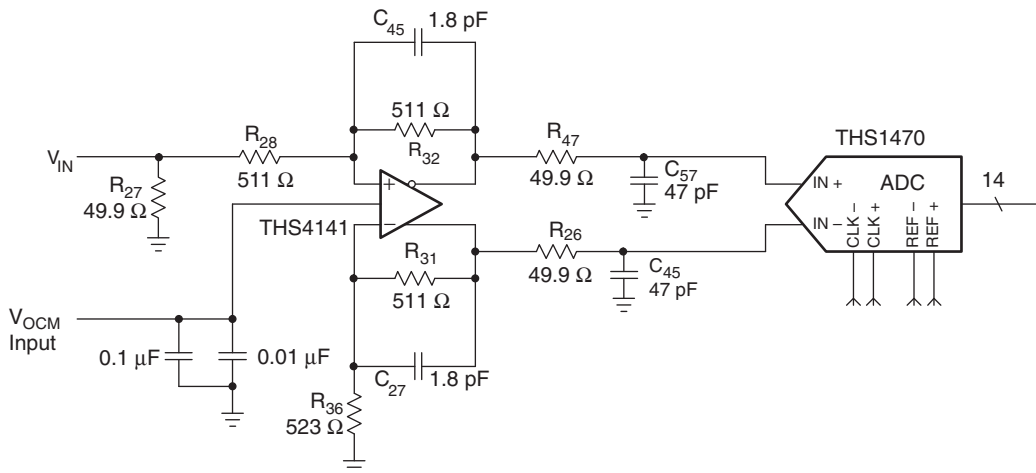 C45 1.8 pF
511 Ω
R32
R28
511 Ω
VIN
R27
49.9 Ω
+
−
THS4141
R47
49.9 Ω
C57
47 pF
THS1470
ADC
IN +
IN −
CLK −
CLK +
REF −
REF +
14
R31
511 Ω
R26
49.9 Ω
C45
47 pF
VOCM
Input
0.1 µF
0.01 µF
C27
1.8 pF
R36
523 Ω